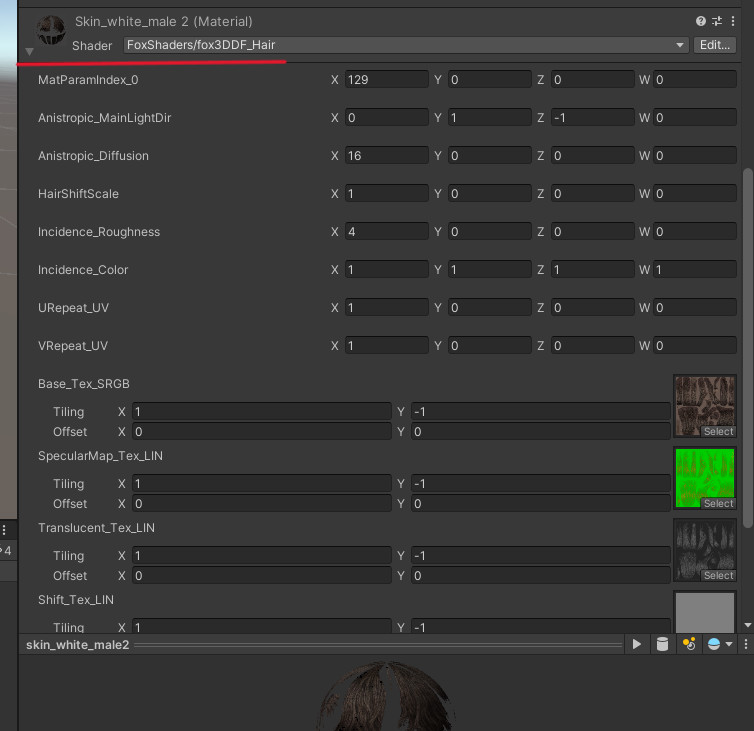 Skin_white_male 2 (Material)
Shader FoxShaders/fox3DDF_Hair Edit...
MatParamIndex_0 X 129 Y 0 Z 0 W 0
Anistropic_MainLightDir X 0 Y 1 Z -1 W 0
Anistropic_Diffusion X 16 Y 0 Z 0 W 0
HairShiftScale X 1 Y 0 Z 0 W 0
Incidence_Roughness X 4 Y 0 Z 0 W 0
Incidence_Color X 1 Y 1 Z 1 W 1
URepeat_UV X 1 Y 0 Z 0 W 0
VRepeat_UV X 1 Y 0 Z 0 W 0
Base_Tex_SRGB
Tiling X 1 Y -1
Offset X 0 Y 0
Select
SpecularMap_Tex_LIN
Tiling X 1 Y -1
Offset X 0 Y 0
Select
Translucent_Tex_LIN
4
Tiling X 1 Y -1
Offset X 0 Y 0
Select
Shift_Tex_LIN
Tiling X 1 Y -1
skin_white_male2